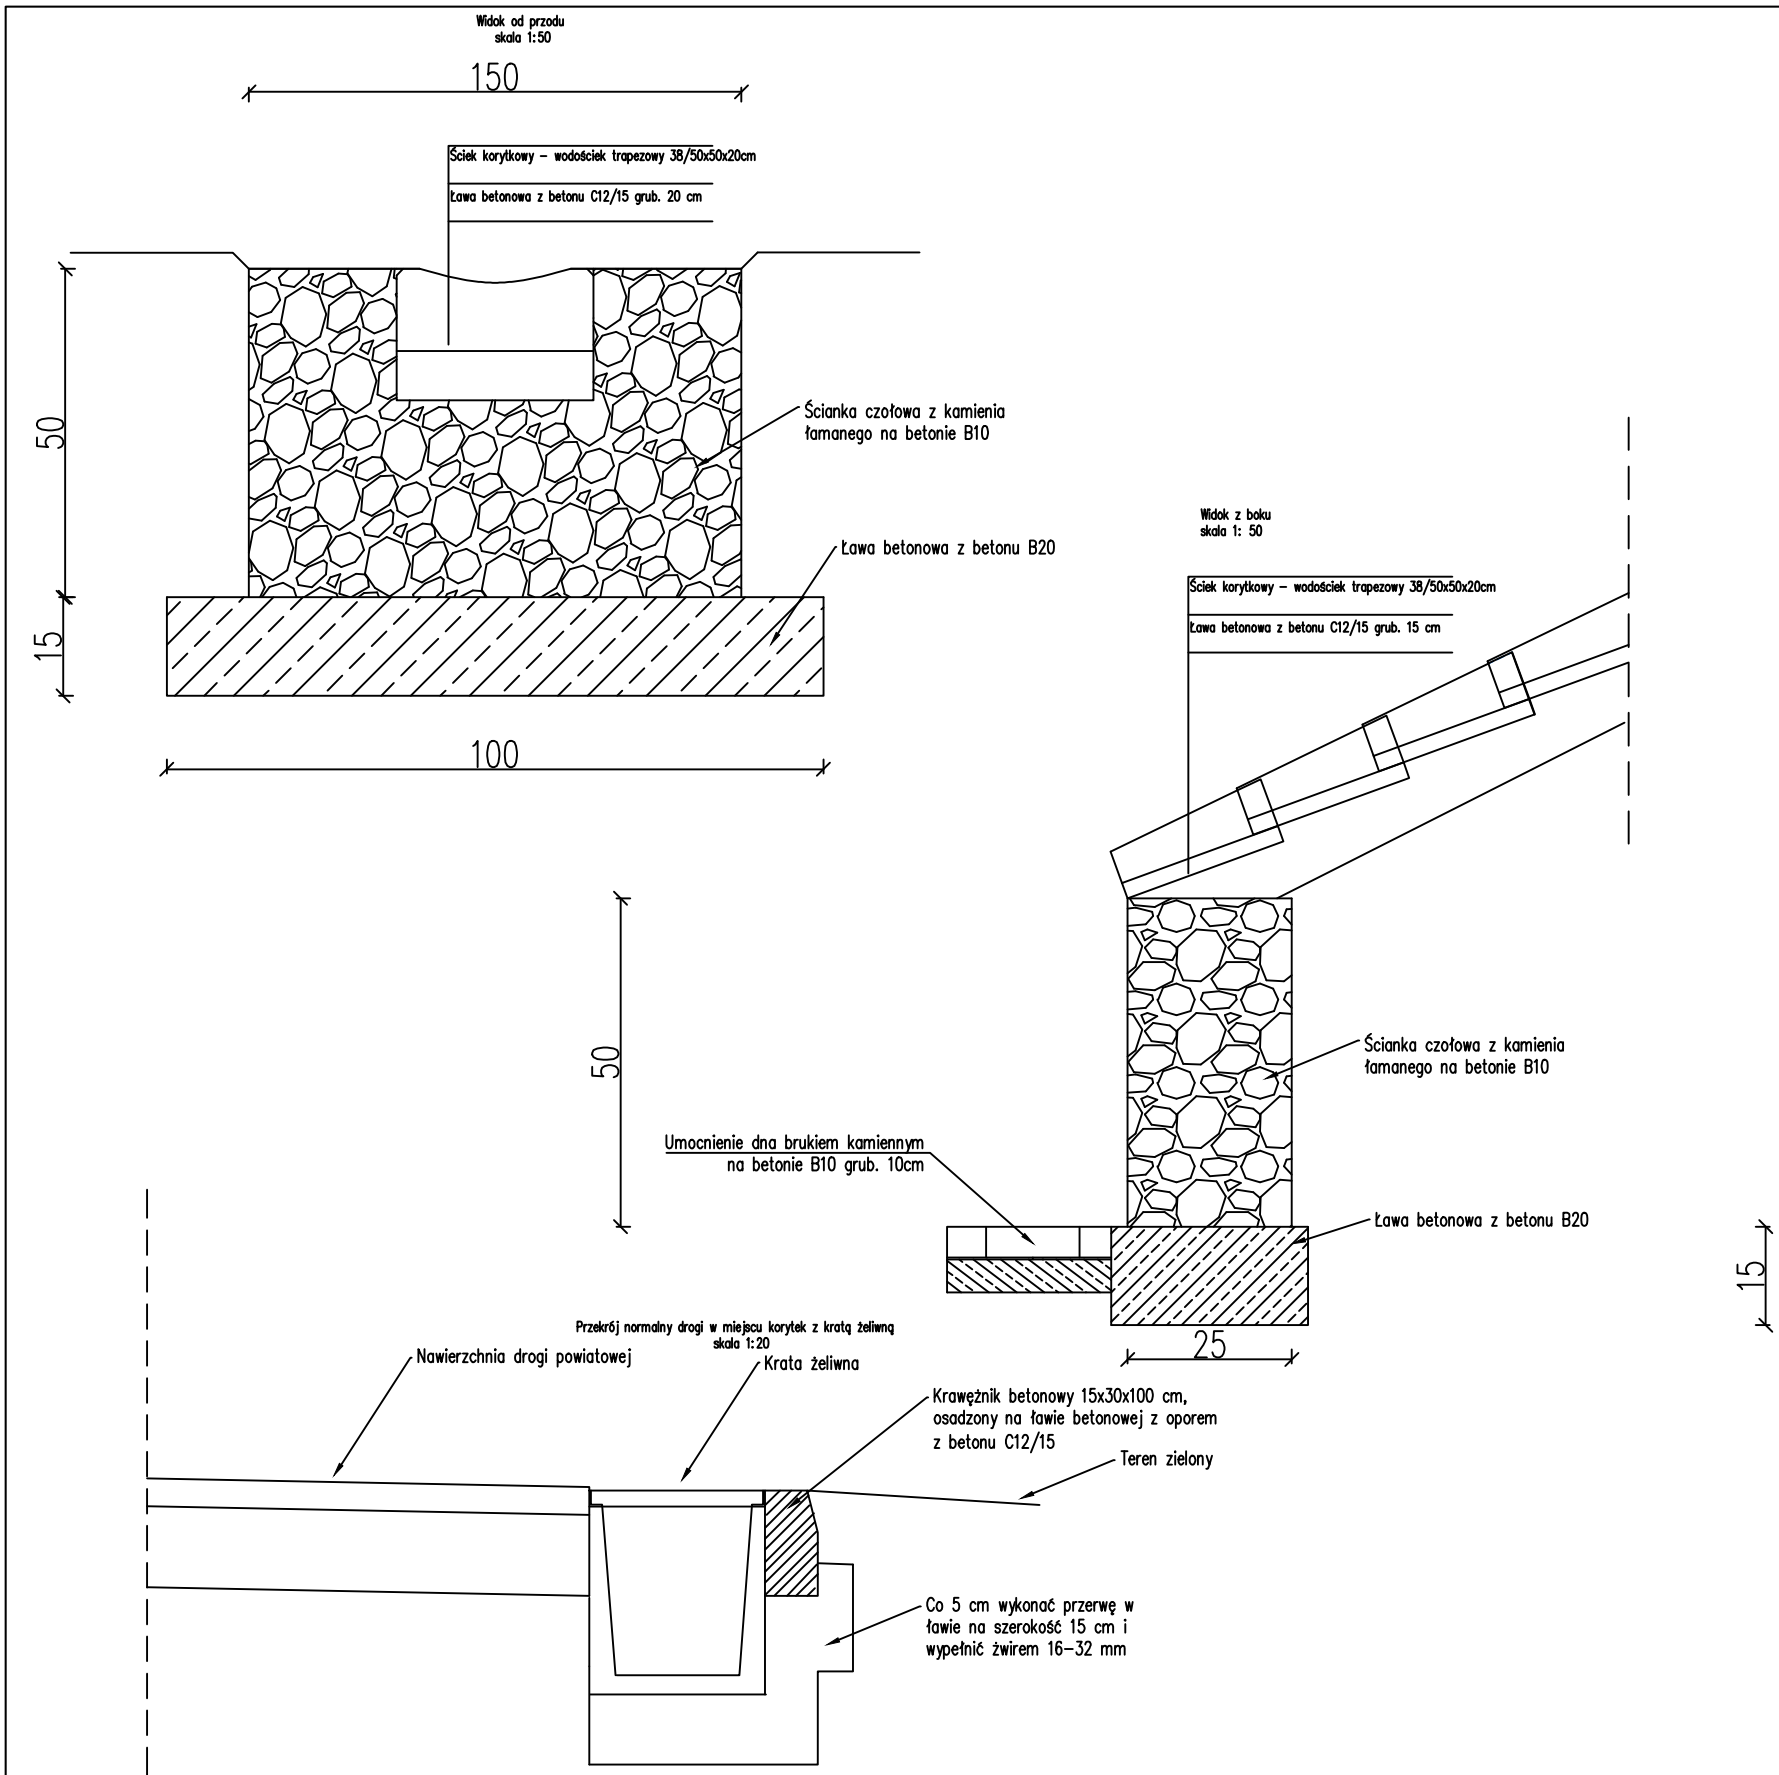 Widok od przodu
skala 1:50
150
Ściek korytkowy – wodościek trapezowy 38/50x50x20cm
Ława betonowa z betonu C12/15 grub. 20 cm
50
Ścianka czołowa z kamienia
łamanego na betonie B10
Ława betonowa z betonu B20
15
100
Widok z boku
skala 1: 50
Ściek korytkowy – wodościek trapezowy 38/50x50x20cm
Ława betonowa z betonu C12/15 grub. 15 cm
50
Ścianka czołowa z kamienia
łamanego na betonie B10
Umocnienie dna brukiem kamiennym
na betonie B10 grub. 10cm
Ława betonowa z betonu B20
15
25
Przekrój normalny drogi w miejscu korytek z kratą żeliwną
skala 1:20
Nawierzchnia drogi powiatowej
Krata żeliwna
Krawężnik betonowy 15x30x100 cm,
osadzony na ławie betonowej z oporem
z betonu C12/15
Teren zielony
Co 5 cm wykonać przerwę w
ławie na szerokość 15 cm i
wypełnić żwirem 16–32 mm